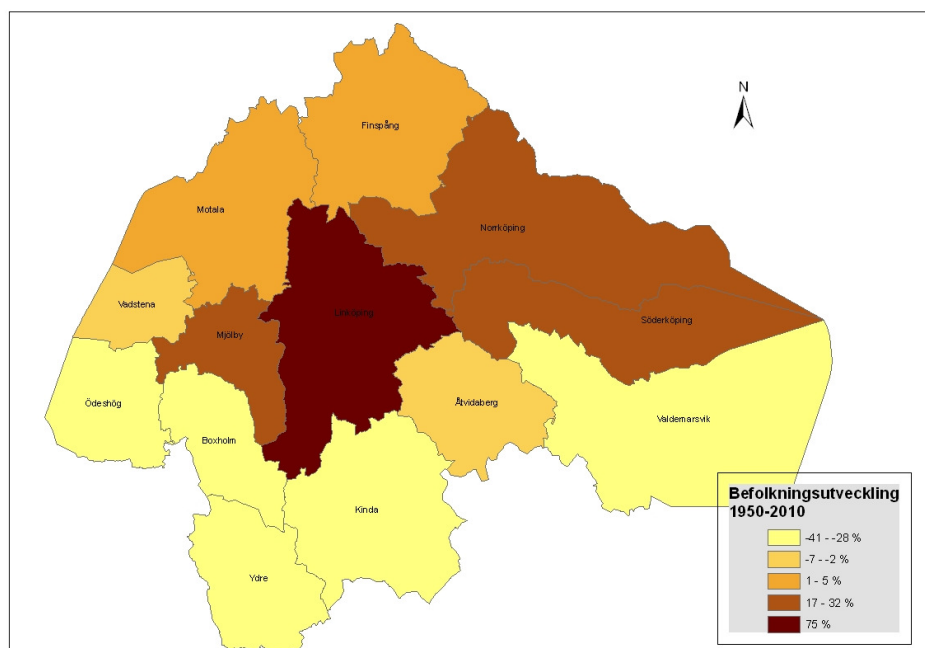 N
Finspång
Motala
Norrköping
Vadstena
Linköping
Söderköping
Mjölby
Ödeshög
Åtvidaberg
Valdemarsvik
Boxholm
Kinda
Ydre
Befolkningsutveckling
1950-2010
-41 - -28 %
-7 - -2 %
1 - 5 %
17 - 32 %
75 %